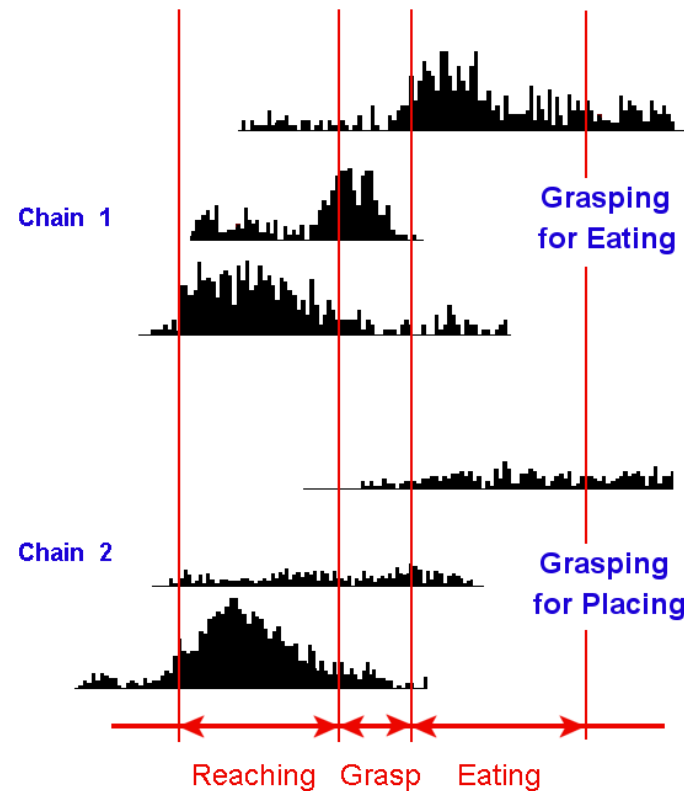 Chain 1
Grasping
for Eating
Chain 2
Grasping
for Placing
Reaching Grasp Eating